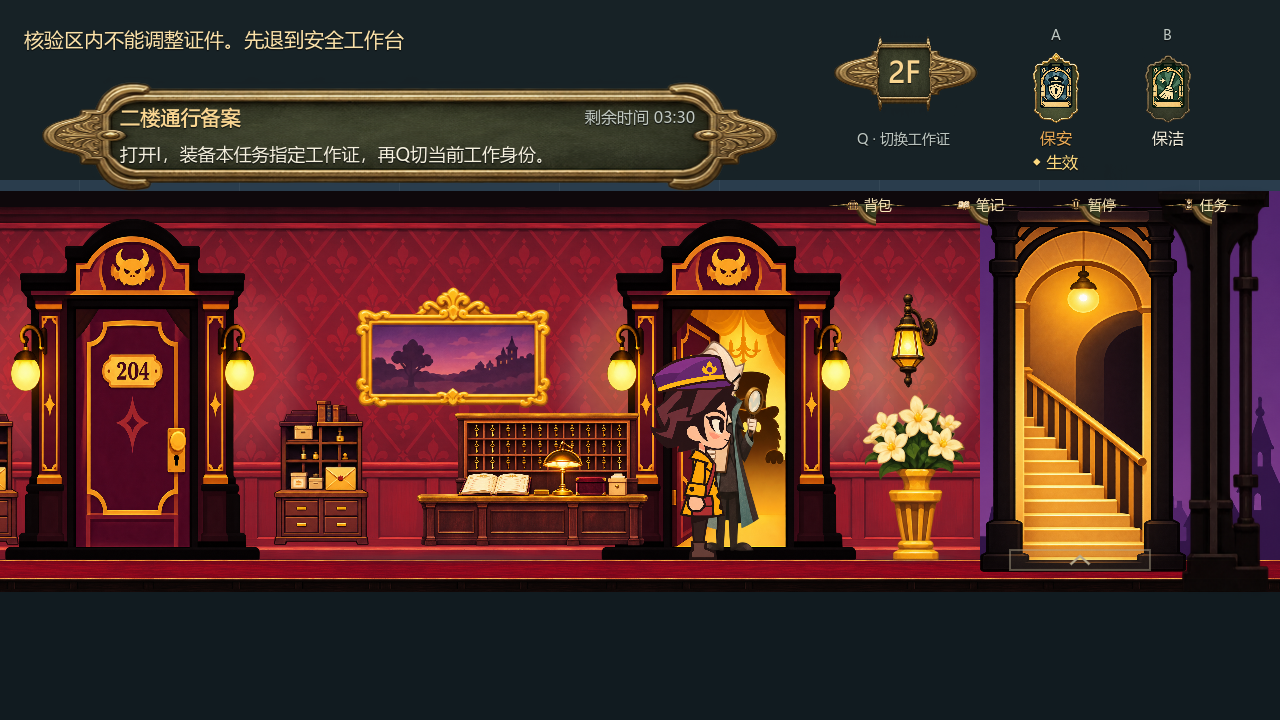 核验区内不能调整证件。先退到安全工作台
二楼通行备案
剩余时间 03:30
打开I，装备本任务指定工作证，再Q切当前工作身份。
2F
Q · 切换工作证
A
保安
生效
B
保洁
背包
笔记
暂停
任务
204